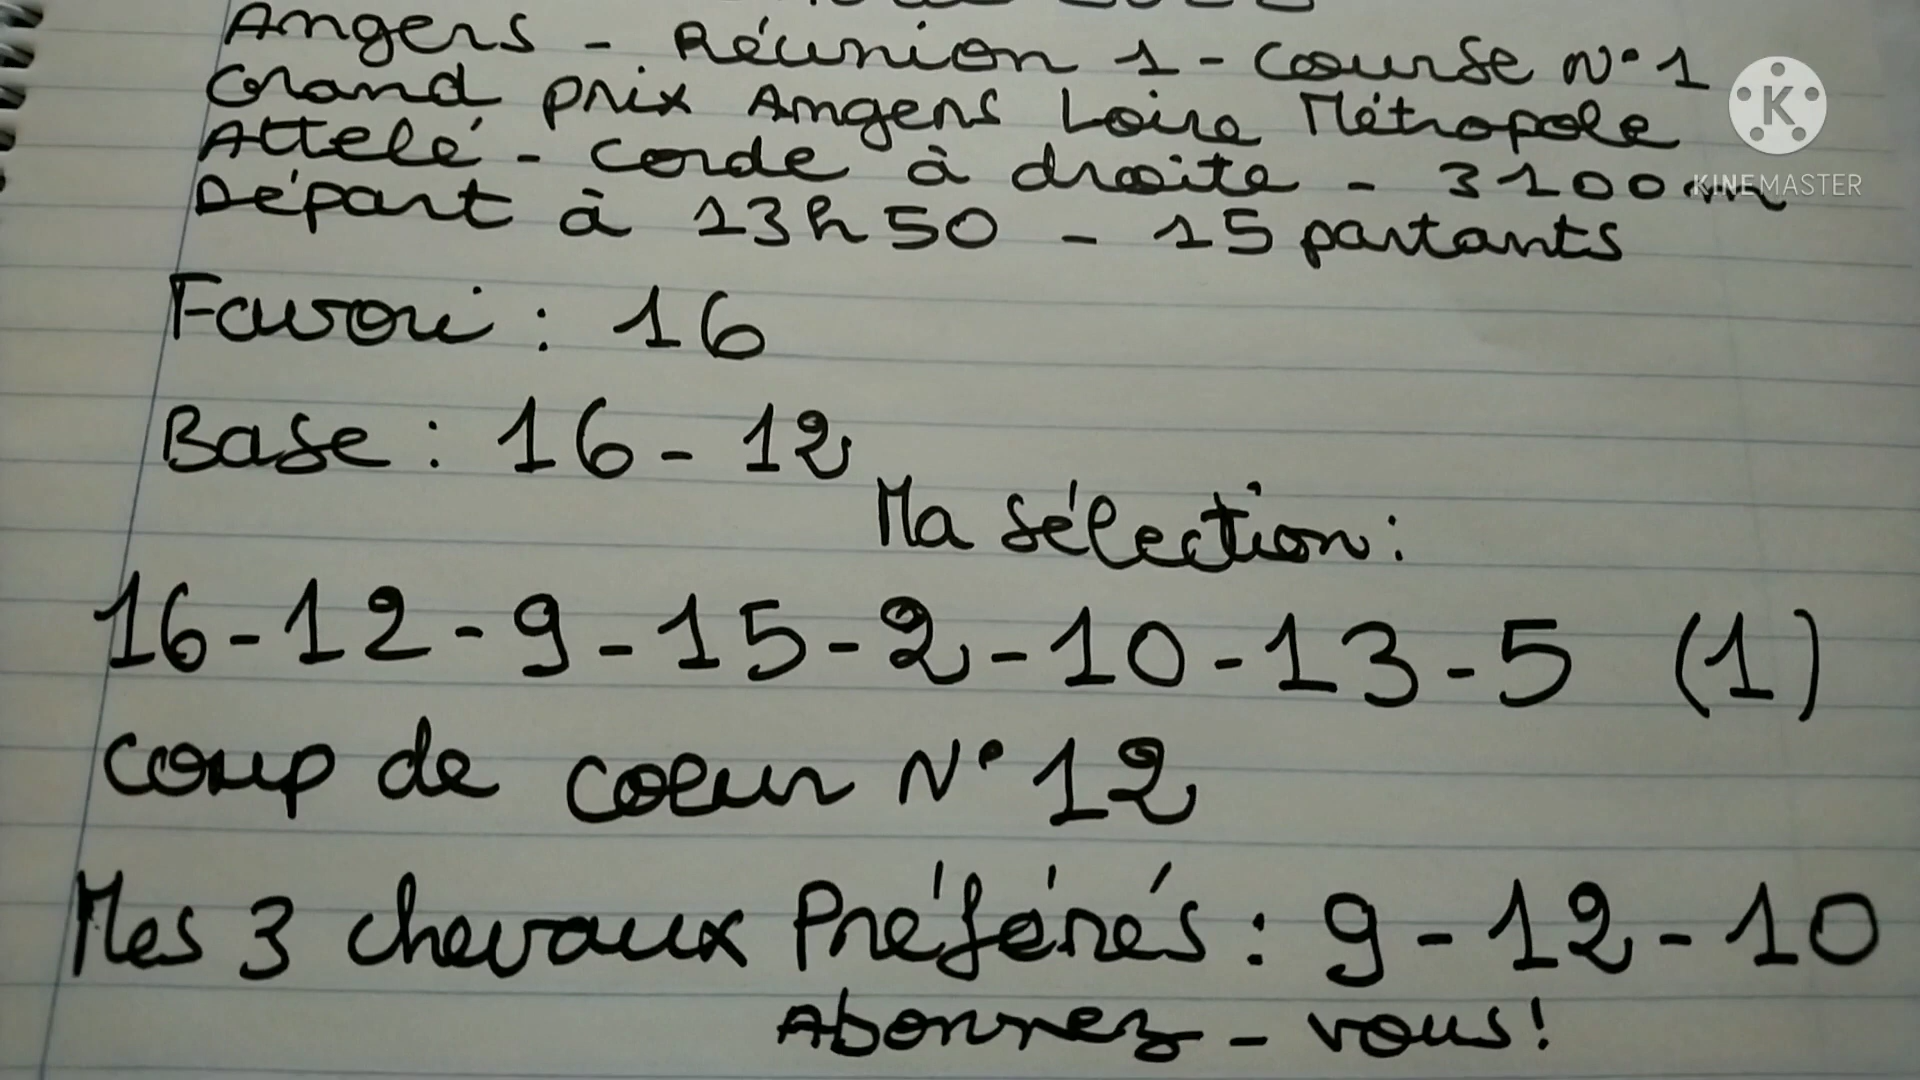 Angers - Réunion 1 - Course N° 1
Grand prix Angers Loire Métropole
Attelé - corde à droite - 3100m
Départ à 13h50 - 15 partants
K
KINEMASTER
Favori : 16
Base : 16 - 12
Ma sélection :
16 - 12 - 9 - 15 - 2 - 10 - 13 - 5 (1)
Coup de coeur N° 12
Mes 3 chevaux Préférés : 9 - 12 - 10
Abonnez - vous !